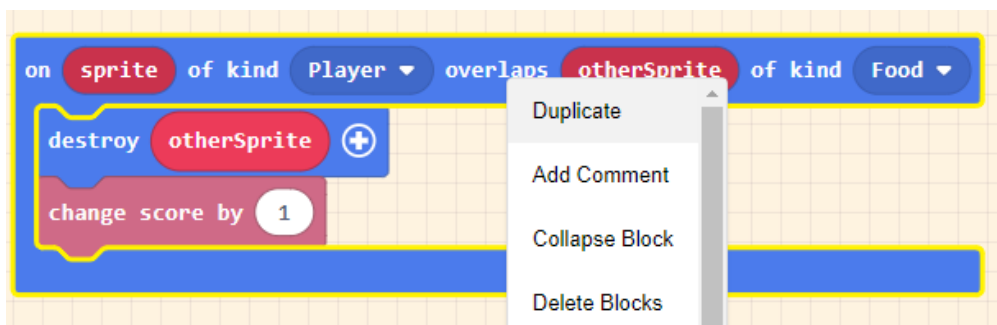 on sprite of kind Player overlaps otherSprite of kind Food
destroy otherSprite
change score by 1
Duplicate
Add Comment
Collapse Block
Delete Blocks